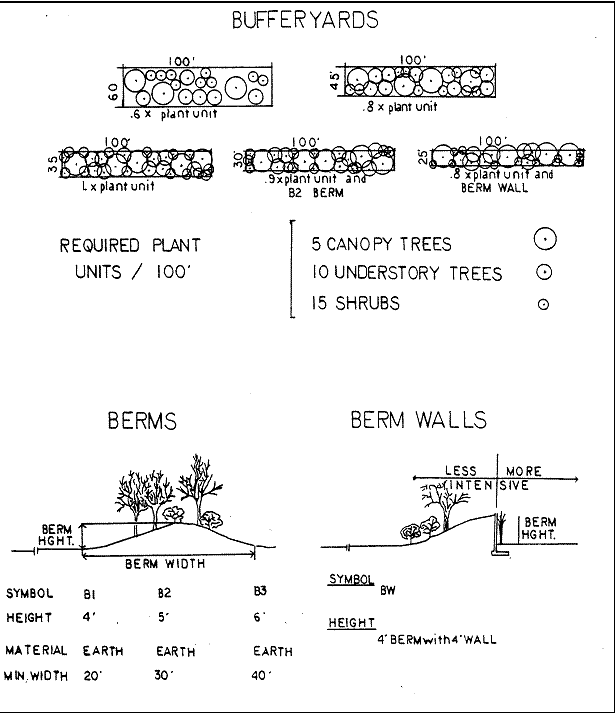 BUFFERYARDS
100'
100'
60
45'
.6 x plant unit
.8 x plant unit
100'
100'
100'
35
30'
25'
1.x plant unit
.9x plant unit and
B2 BERM
.8 x plant unit and
BERM WALL
REQUIRED PLANT
UNITS / 100'
5 CANOPY TREES
10 UNDERSTORY TREES
15 SHRUBS
BERMS
BERM WALLS
LESS MORE
INTENSIVE
BERM
HGHT.
BERM WIDTH
BERM
HGHT.
SYMBOL B1 B2 B3
HEIGHT 4' 5' 6'
MATERIAL EARTH EARTH EARTH
MIN. WIDTH 20' 30' 40'
SYMBOL
BW
HEIGHT
4' BERM with 4' WALL